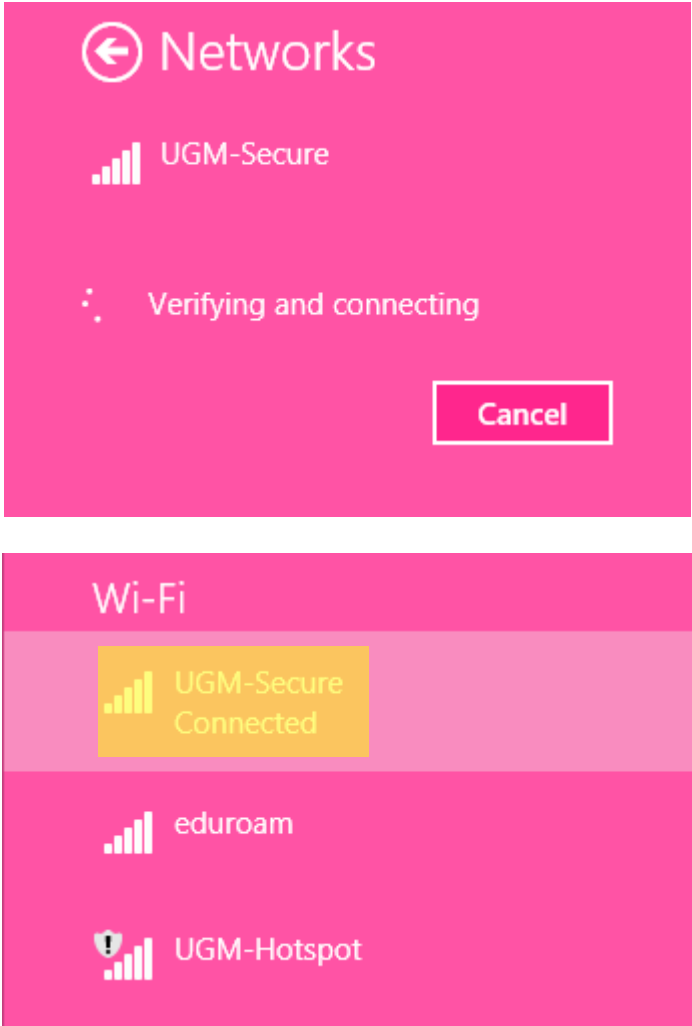 Networks
UGM-Secure
Verifying and connecting
Cancel
Wi-Fi
UGM-Secure
Connected
eduroam
UGM-Hotspot